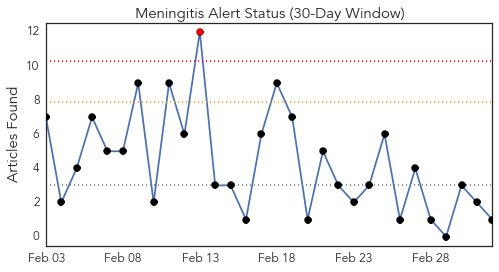 Meningitis Alert Status (30-Day Window)
12
10
8
6
4
2
0
Articles Found
Feb 03 Feb 08 Feb 13 Feb 18 Feb 23 Feb 28